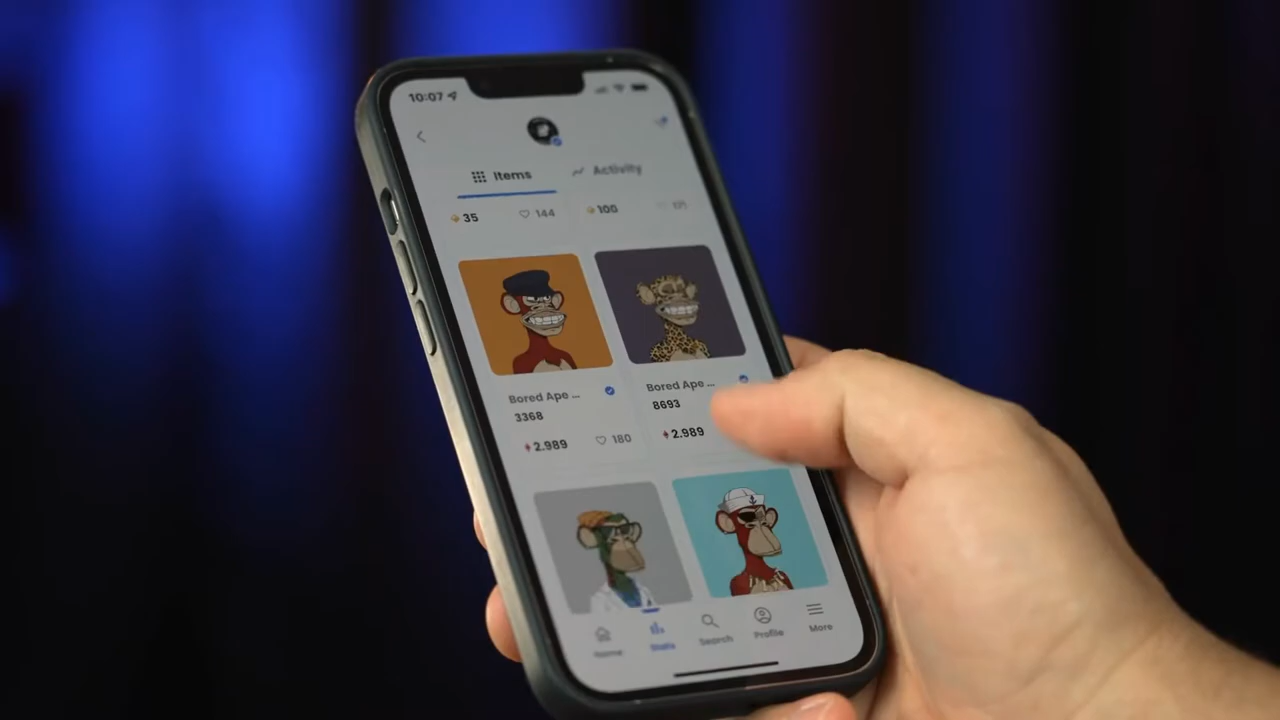 10:07
Items
Activity
35
144
100
Bored Ape ...
3368
2.989
180
Bored Ape ...
8693
2.989
Home
Stats
Search
Profile
More